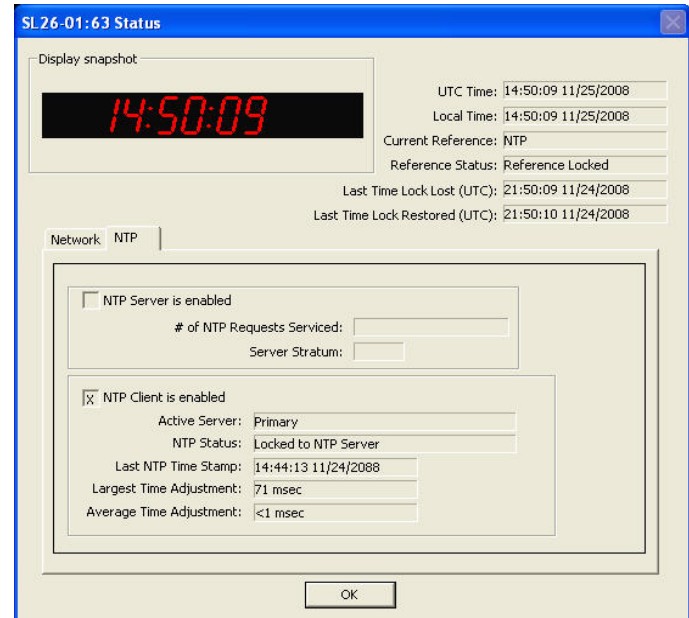 SL26-01:63 Status
Display snapshot
14:50:09
UTC Time: 14:50:09 11/25/2008
Local Time: 14:50:09 11/25/2008
Current Reference: NTP
Reference Status: Reference Locked
Last Time Lock Lost (UTC): 21:50:09 11/24/2008
Last Time Lock Restored (UTC): 21:50:10 11/24/2008
Network NTP
NTP Server is enabled
# of NTP Requests Serviced:
Server Stratum:
x NTP Client is enabled
Active Server: Primary
NTP Status: Locked to NTP Server
Last NTP Time Stamp: 14:44:13 11/24/2088
Largest Time Adjustment: 71 msec
Average Time Adjustment: <1 msec
OK